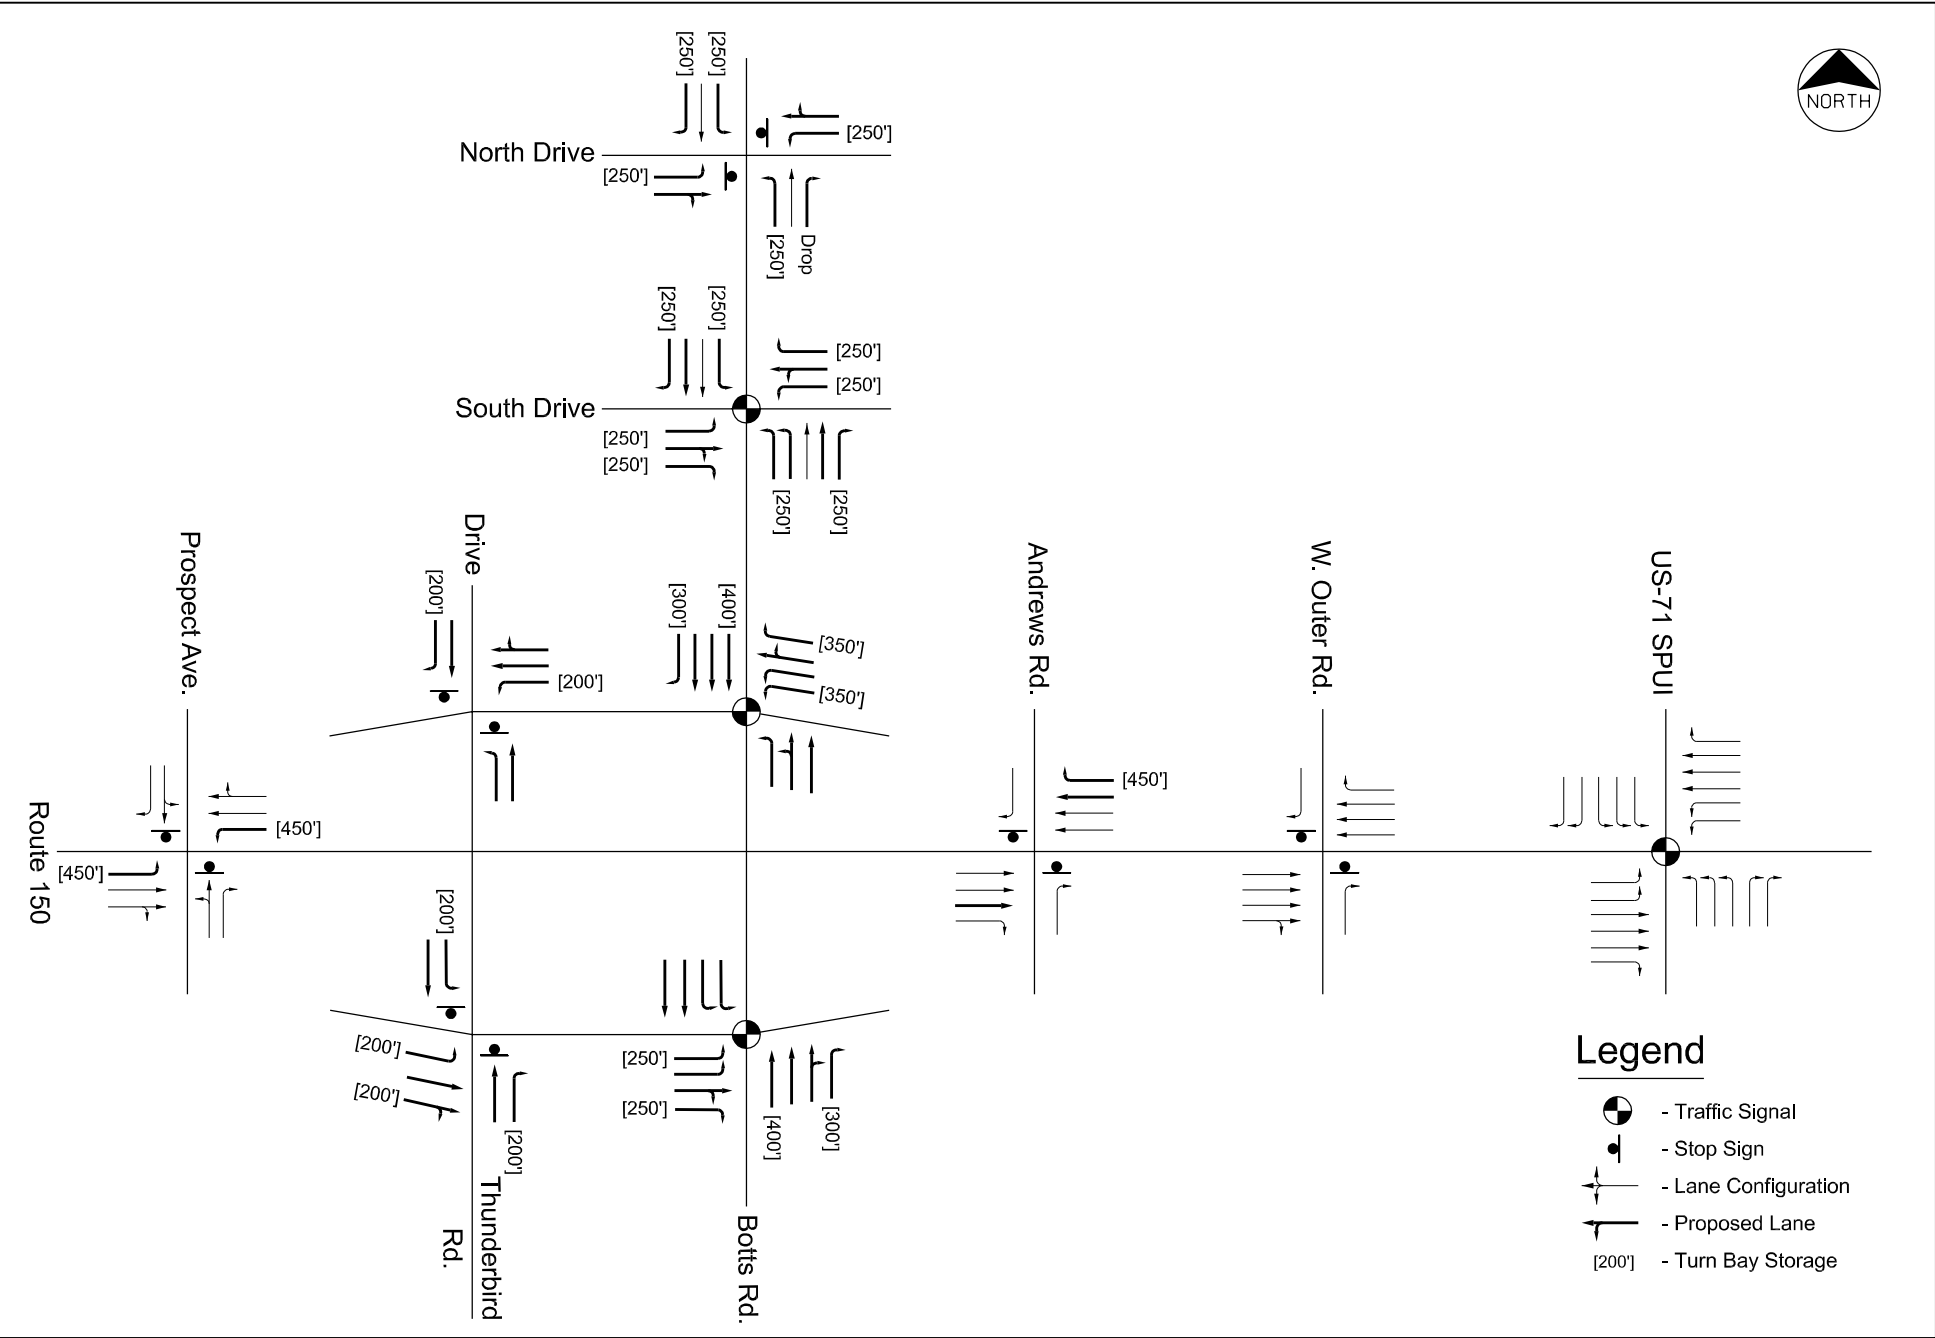 [250']
[250']
NORTH
North Drive
[250']
[250']
[250']
Drop
[250']
[250']
[250']
[250']
South Drive
[250']
[250']
[250']
[250']
Prospect Ave.
Drive
[200']
[200']
[300']
[400']
[350']
[350']
Andrews Rd.
W. Outer Rd.
US-71 SPUI
[450']
[450']
Route 150
[450']
[200']
[200']
[200']
[200']
[250']
[250']
[400']
[300']
Thunderbird
Rd.
Botts Rd.
Legend
- Traffic Signal
- Stop Sign
- Lane Configuration
- Proposed Lane
[200'] - Turn Bay Storage